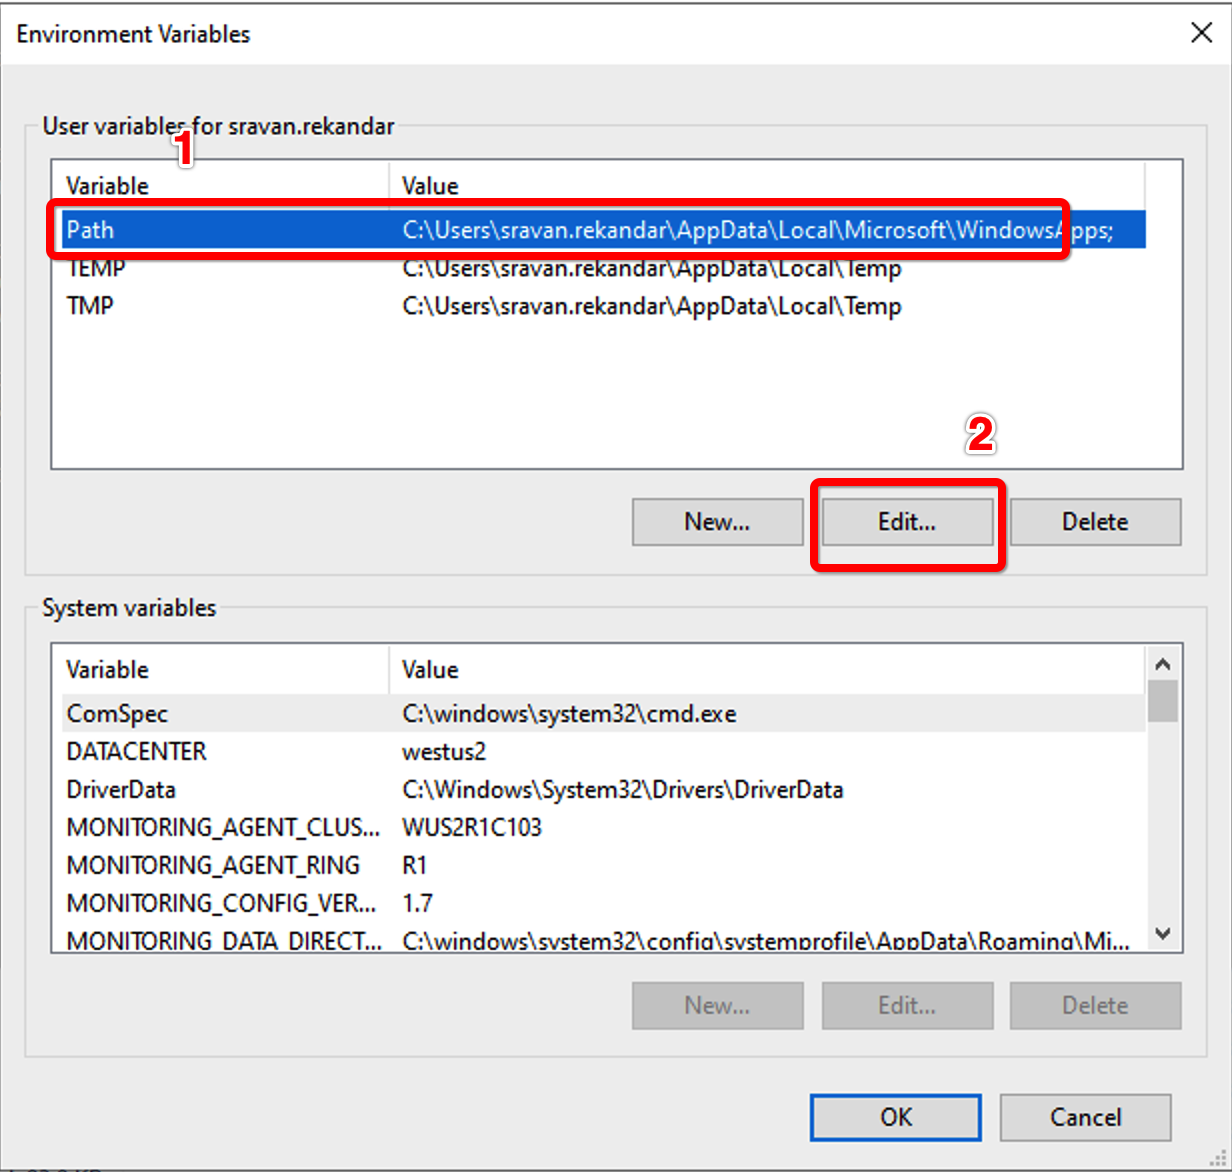 Environment Variables
User variables for sravan.rekandar
1
Variable Value
Path C:\Users\sravan.rekandar\AppData\Local\Microsoft\WindowsApps;
TEMP C:\Users\sravan.rekandar\AppData\Local\Temp
TMP C:\Users\sravan.rekandar\AppData\Local\Temp
2
New... Edit... Delete
System variables
Variable Value
ComSpec C:\windows\system32\cmd.exe
DATACENTER westus2
DriverData C:\Windows\System32\Drivers\DriverData
MONITORING_AGENT_CLUS... WUS2R1C103
MONITORING_AGENT_RING R1
MONITORING_CONFIG_VER... 1.7
MONITORING_DATA_DIRECT... C:\windows\system32\config\systemprofile\AppData\Roaming\Mi...
New... Edit... Delete
OK Cancel